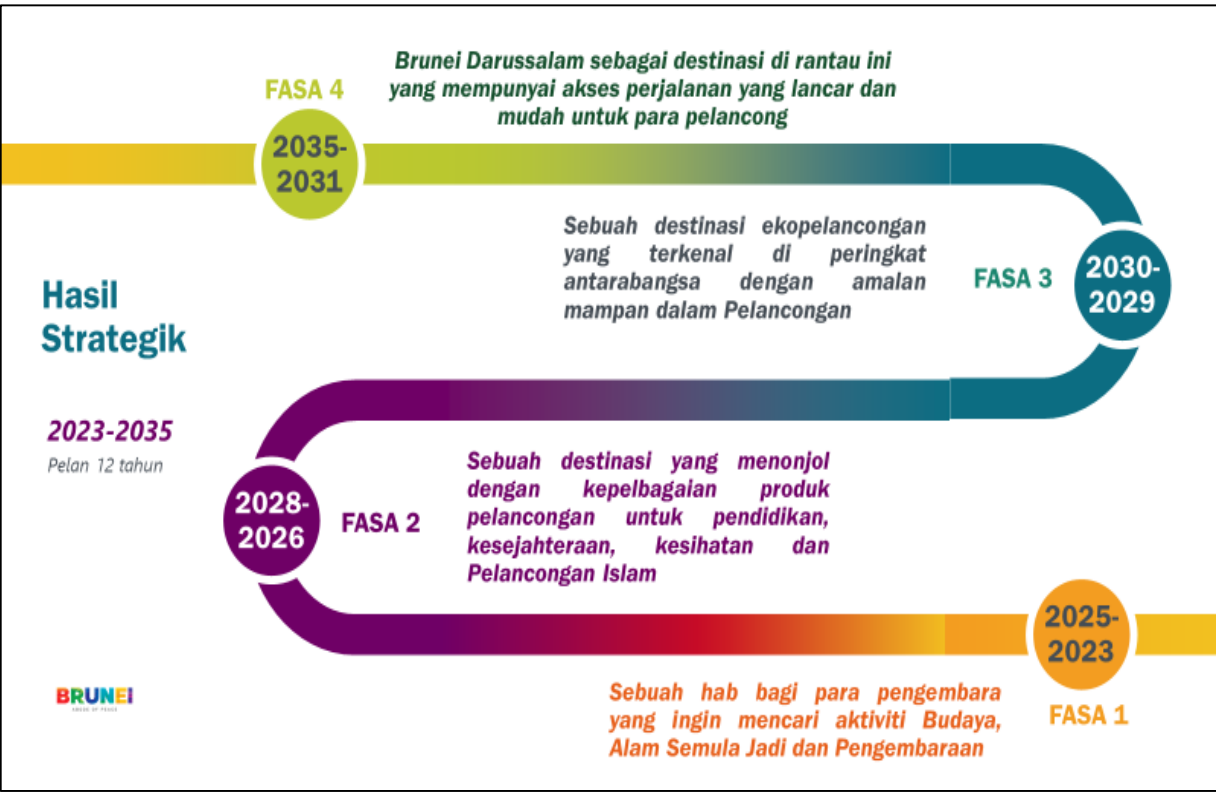 Brunei Darussalam sebagai destinasi di rantau ini
yang mempunyai akses perjalanan yang lancar dan
mudah untuk para pelancong
FASA 4
2035-
2031
Sebuah destinasi ekopelancongan
yang terkenal di peringkat
antarabangsa dengan amalan
mampan dalam Pelancongan
FASA 3
2030-
2029
Hasil
Strategik
2023-2035
Pelan 12 tahun
2028-
2026
FASA 2
Sebuah destinasi yang menonjol
dengan kepelbagaian produk
pelancongan untuk pendidikan,
kesejahteraan, kesihatan dan
Pelancongan Islam
2025-
2023
FASA 1
Sebuah hab bagi para pengembara
yang ingin mencari aktiviti Budaya,
Alam Semula Jadi dan Pengembaraan
BRUNEI